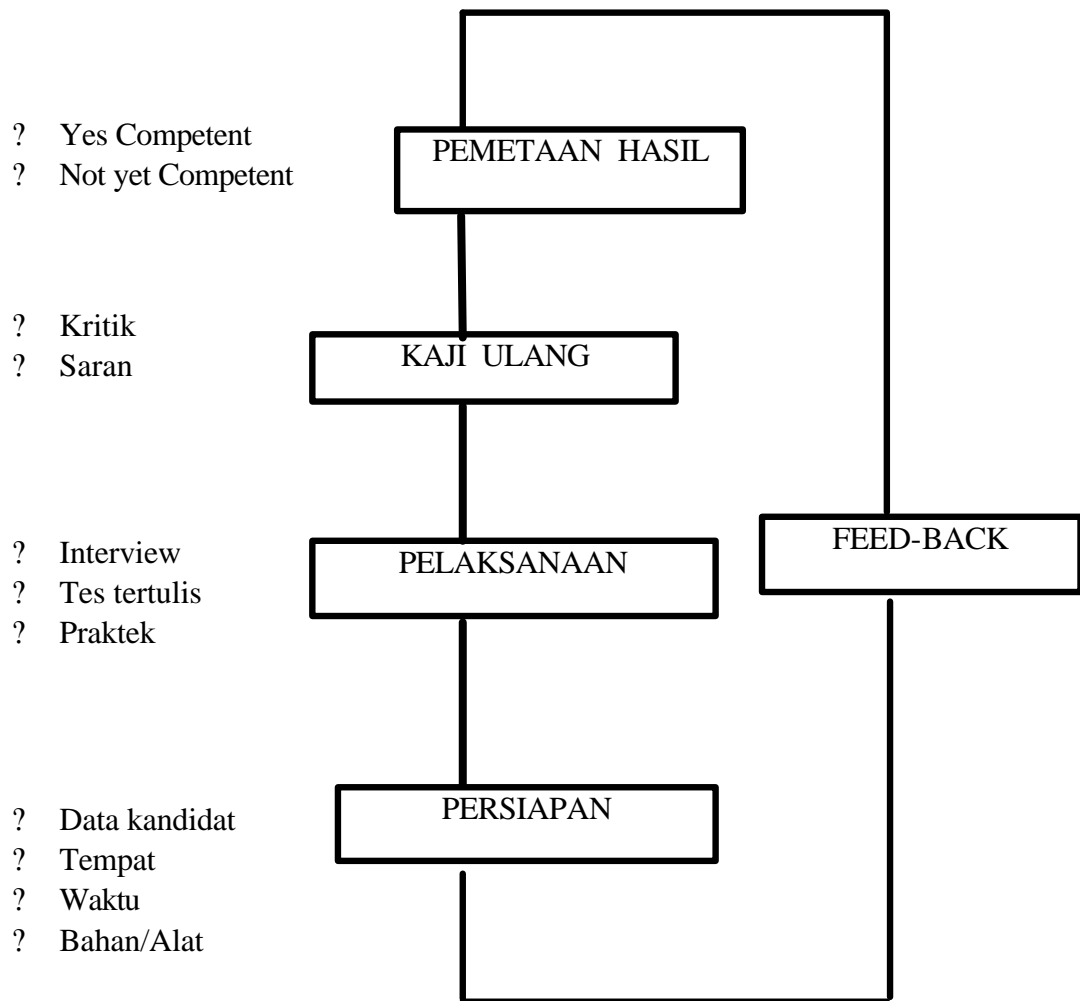 ? Yes Competent
? Not yet Competent
PEMETAAN HASIL
? Kritik
? Saran
KAJI ULANG
? Interview
? Tes tertulis
? Praktek
PELAKSANAAN
FEED-BACK
? Data kandidat
? Tempat
? Waktu
? Bahan/Alat
PERSIAPAN